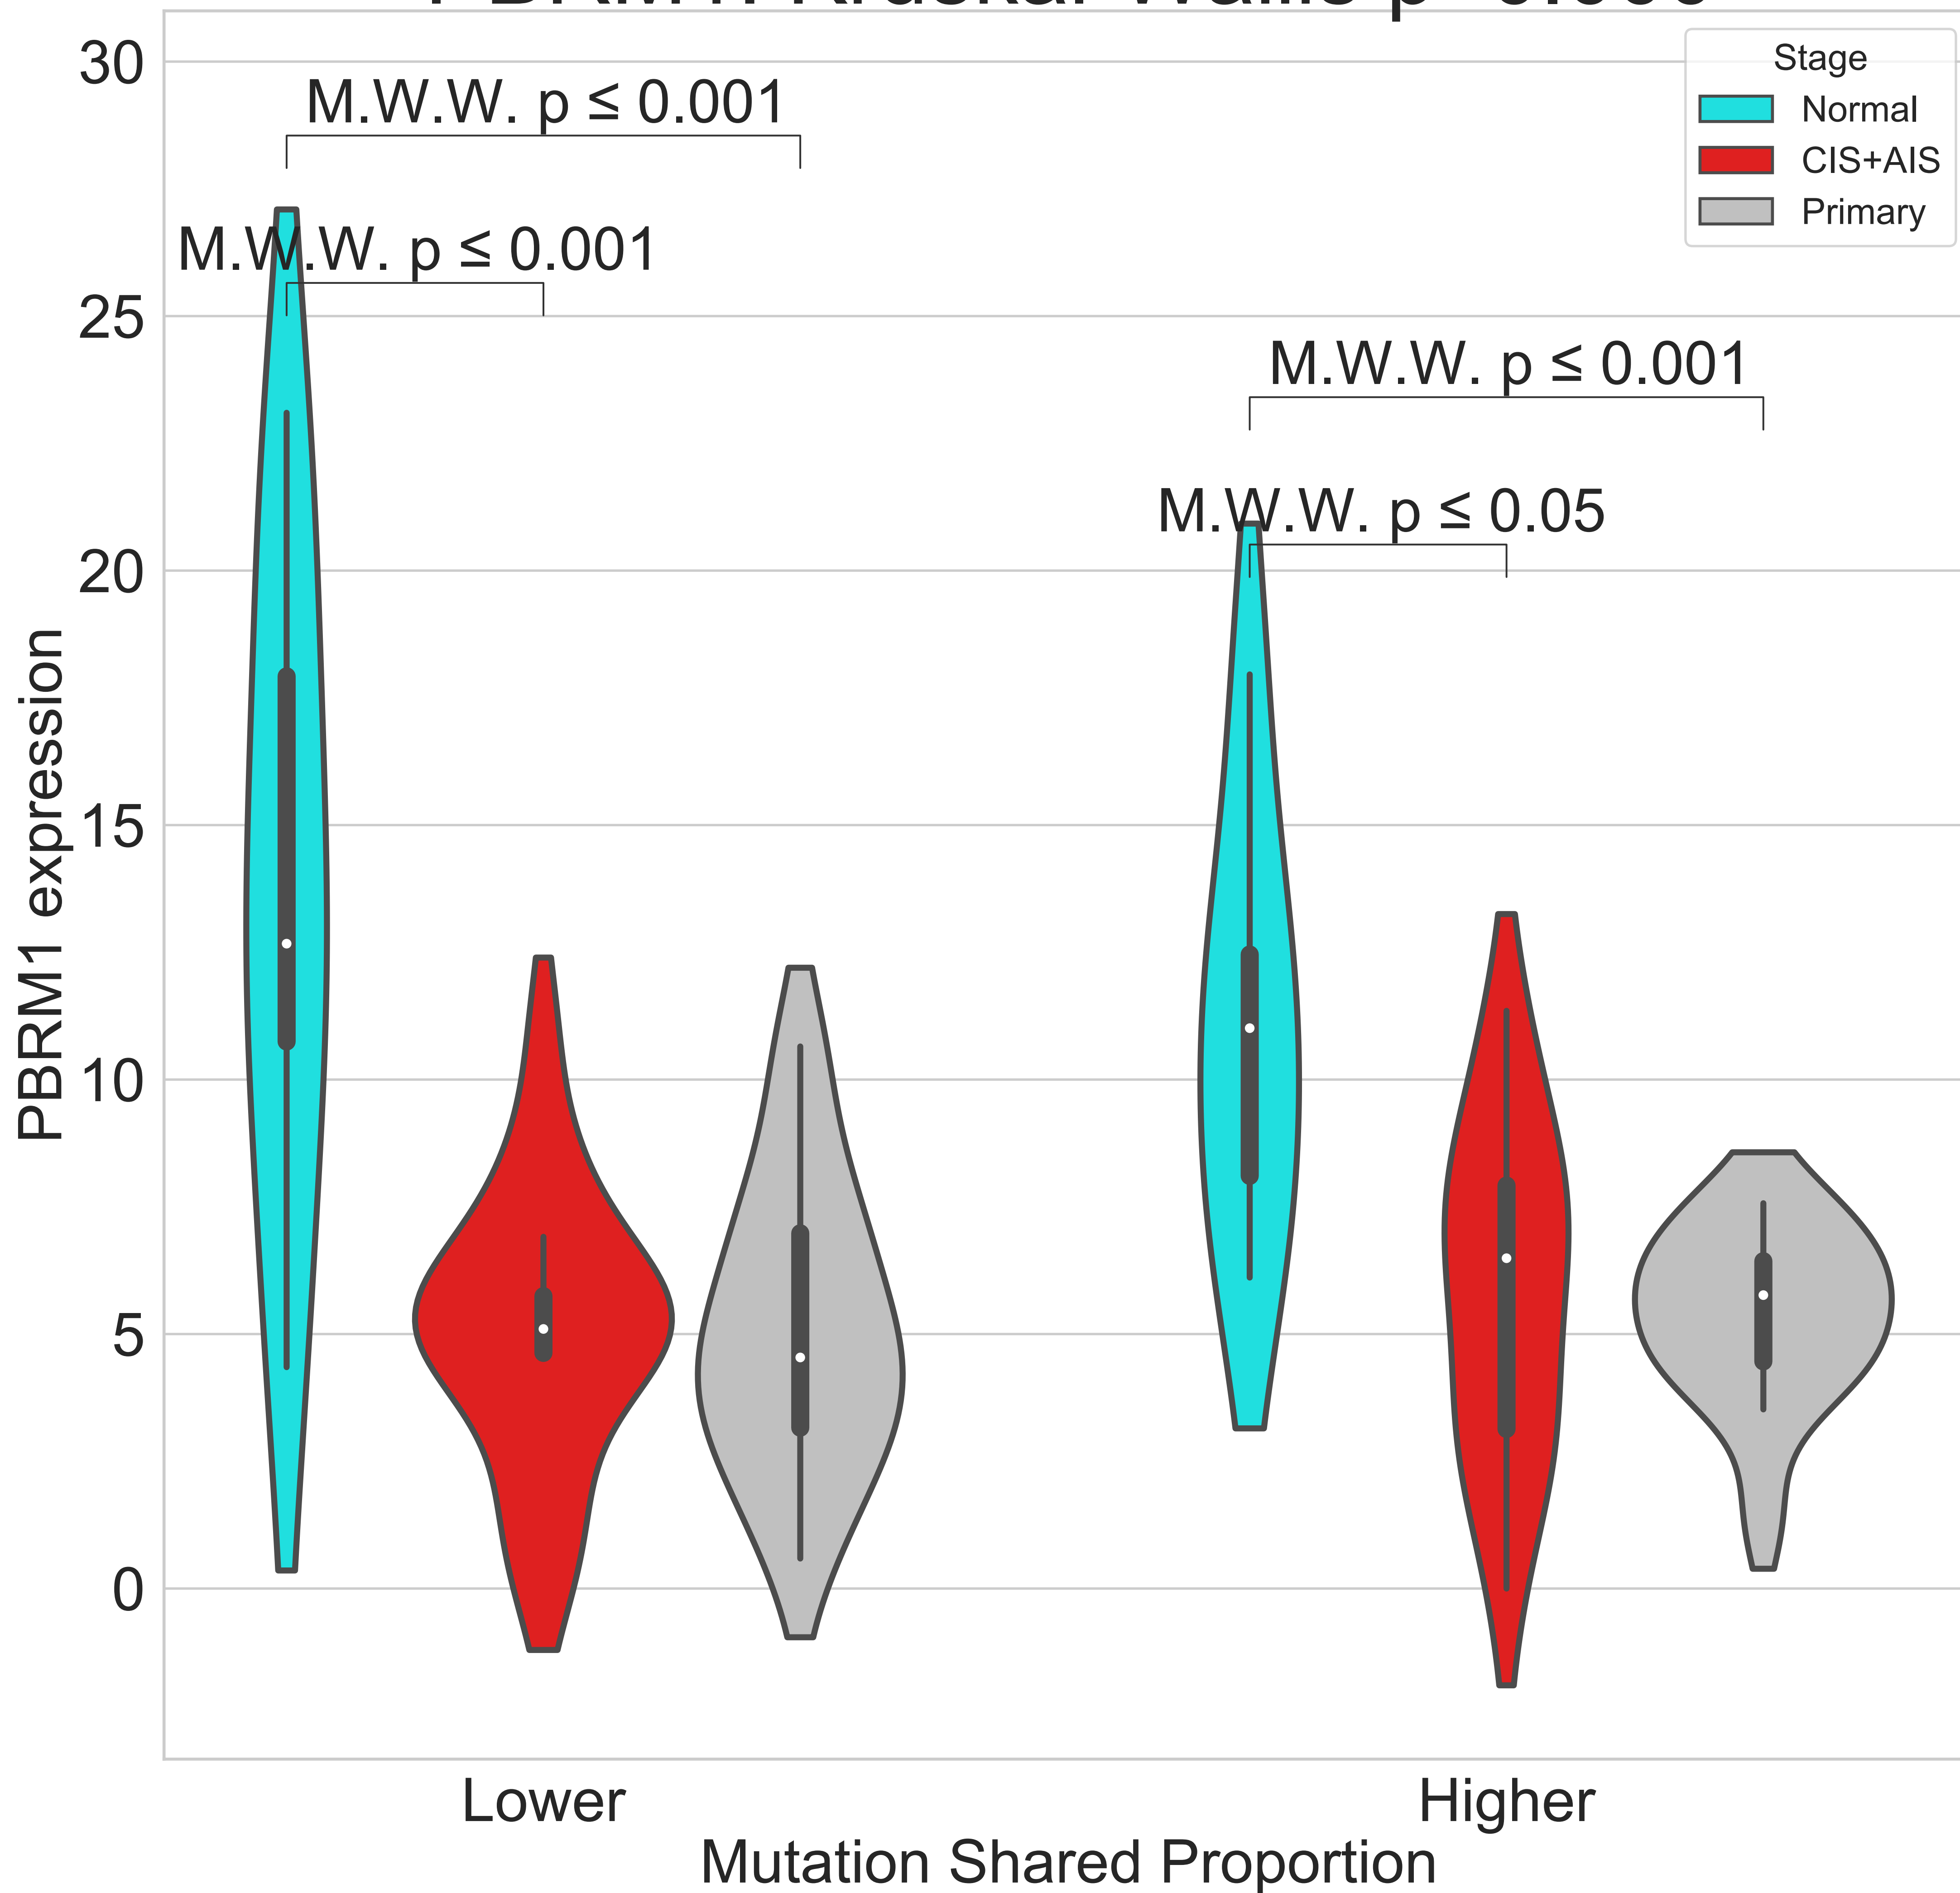 30
25
20
15
10
5
0
PBRM1 expression
M.W.W. p ≤ 0.001
M.W.W. p ≤ 0.001
M.W.W. p ≤ 0.001
M.W.W. p ≤ 0.05
Stage
Normal
CIS+AIS
Primary
Lower
Higher
Mutation Shared Proportion